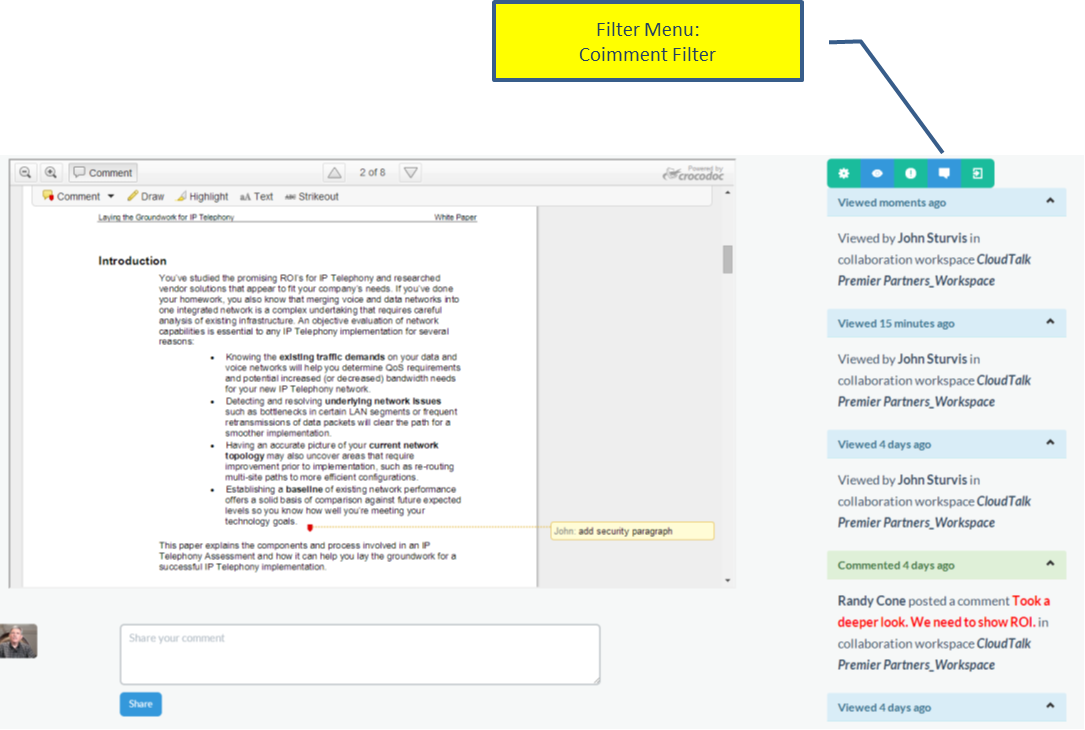 Filter Menu:
Coimment Filter
Comment
2 of 8
Powered by
crocodoc
Comment
Draw
Highlight
aA Text
abc Strikeout
Laying the Groundwork for IP Telephony
White Paper
Introduction
You've studied the promising ROI's for IP Telephony and researched
vendor solutions that appear to fit your company's needs. If you've done
your homework, you also know that merging voice and data networks into
one integrated network is a complex undertaking that requires careful
analysis of existing infrastructure. An objective evaluation of network
capabilities is essential to any IP Telephony implementation for several
reasons:
• Knowing the existing traffic demands on your data and
voice networks will help you determine QoS requirements
and potential increased (or decreased) bandwidth needs
for your new IP Telephony network.
• Detecting and resolving underlying network issues
such as bottlenecks in certain LAN segments or frequent
retransmissions of data packets will clear the path for a
smoother implementation.
• Having an accurate picture of your current network
topology may also uncover areas that require
improvement prior to implementation, such as re-routing
multi-site paths to more efficient configurations.
• Establishing a baseline of existing network performance
offers a solid basis of comparison against future expected
levels so you know how well you're meeting your
technology goals.
John: add security paragraph
This paper explains the components and process involved in an IP
Telephony Assessment and how it can help you lay the groundwork for a
successful IP Telephony implementation.
Share your comment
Share
Viewed moments ago
Viewed by John Sturvis in
collaboration workspace CloudTalk
Premier Partners_Workspace
Viewed 15 minutes ago
Viewed by John Sturvis in
collaboration workspace CloudTalk
Premier Partners_Workspace
Viewed 4 days ago
Viewed by John Sturvis in
collaboration workspace CloudTalk
Premier Partners_Workspace
Commented 4 days ago
Randy Cone posted a comment Took a
deeper look. We need to show ROI. in
collaboration workspace CloudTalk
Premier Partners_Workspace
Viewed 4 days ago